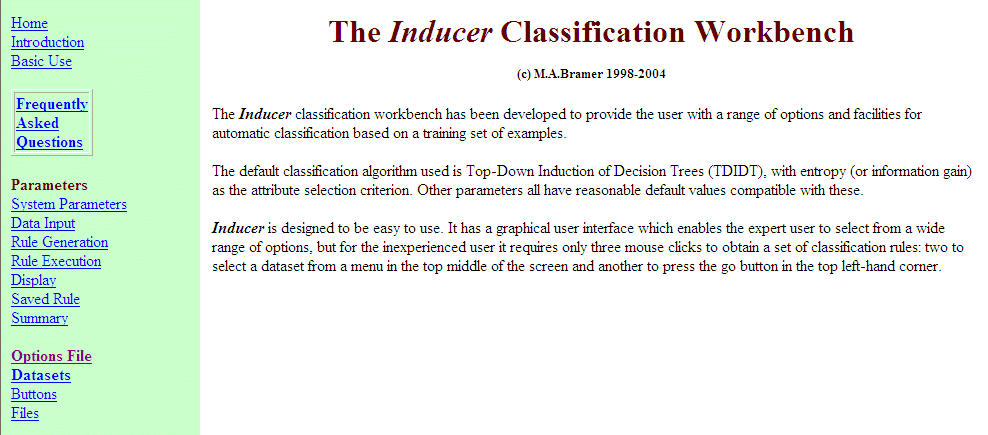 Home
Introduction
Basic Use
Frequently
Asked
Questions
Parameters
System Parameters
Data Input
Rule Generation
Rule Execution
Display
Saved Rule
Summary
Options File
Datasets
Buttons
Files
The Inducer Classification Workbench
(c) M.A.Bramer 1998-2004
The Inducer classification workbench has been developed to provide the user with a range of options and facilities for
automatic classification based on a training set of examples.
The default classification algorithm used is Top-Down Induction of Decision Trees (TDIDT), with entropy (or information gain)
as the attribute selection criterion. Other parameters all have reasonable default values compatible with these.
Inducer is designed to be easy to use. It has a graphical user interface which enables the expert user to select from a wide
range of options, but for the inexperienced user it requires only three mouse clicks to obtain a set of classification rules: two to
select a dataset from a menu in the top middle of the screen and another to press the go button in the top left-hand corner.